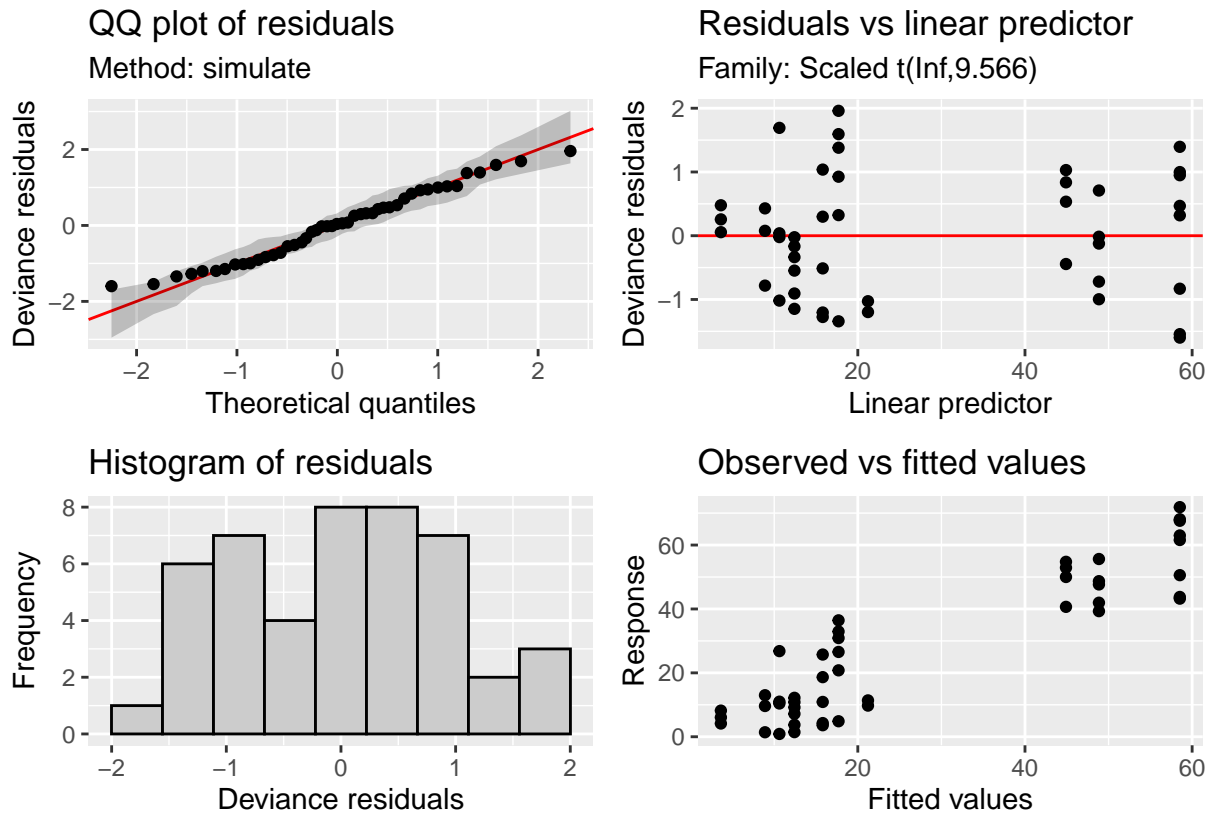 QQ plot of residuals
Method: simulate
Deviance residuals
2
0
−2
−2
−1
0
1
2
Theoretical quantiles
Residuals vs linear predictor
Family: Scaled t(Inf,9.566)
Deviance residuals
2
1
0
−1
20
40
60
Linear predictor
Histogram of residuals
Frequency
8
6
4
2
0
−2
−1
0
1
2
Deviance residuals
Observed vs fitted values
Response
60
40
20
0
20
40
60
Fitted values